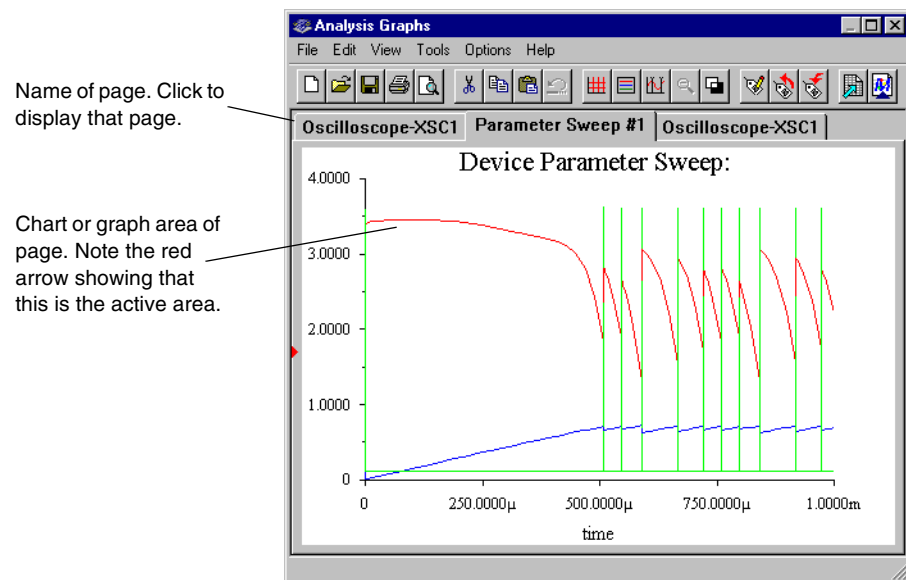 Analysis Graphs
File Edit View Tools Options Help
Name of page. Click to
display that page.
Oscilloscope-XSC1 Parameter Sweep #1 Oscilloscope-XSC1
Device Parameter Sweep:
Chart or graph area of
page. Note the red
arrow showing that
this is the active area.
4.0000
3.0000
2.0000
1.0000
0
0 250.0000μ 500.0000μ 750.0000μ 1.0000m
time